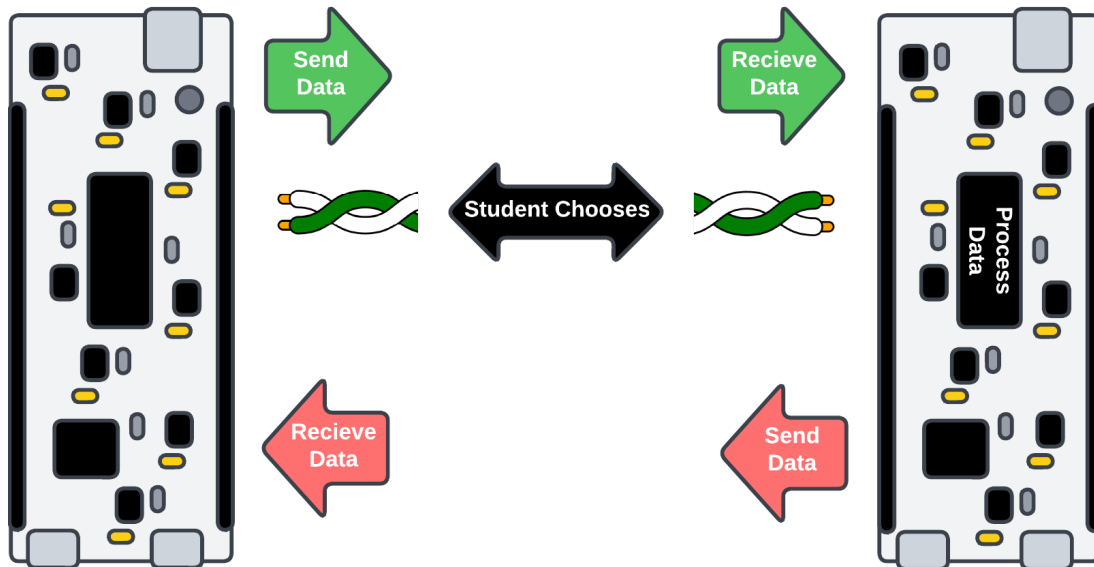 Send
Data
Recieve
Data
Student Chooses
Process
Data
Recieve
Data
Send
Data